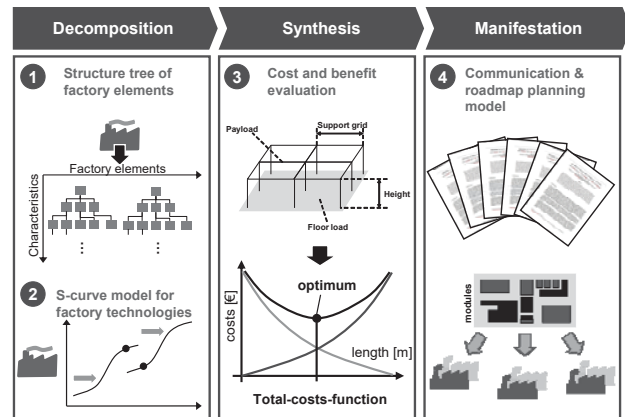 Decomposition
Synthesis
Manifestation
1
Structure tree of
factory elements
Factory elements
Characteristics
2
S-curve model for
factory technologies
3
Cost and benefit
evaluation
Support grid
Payload
Height
Floor load
optimum
costs [€]
length [m]
Total-costs-function
4
Communication &
roadmap planning
model
modules